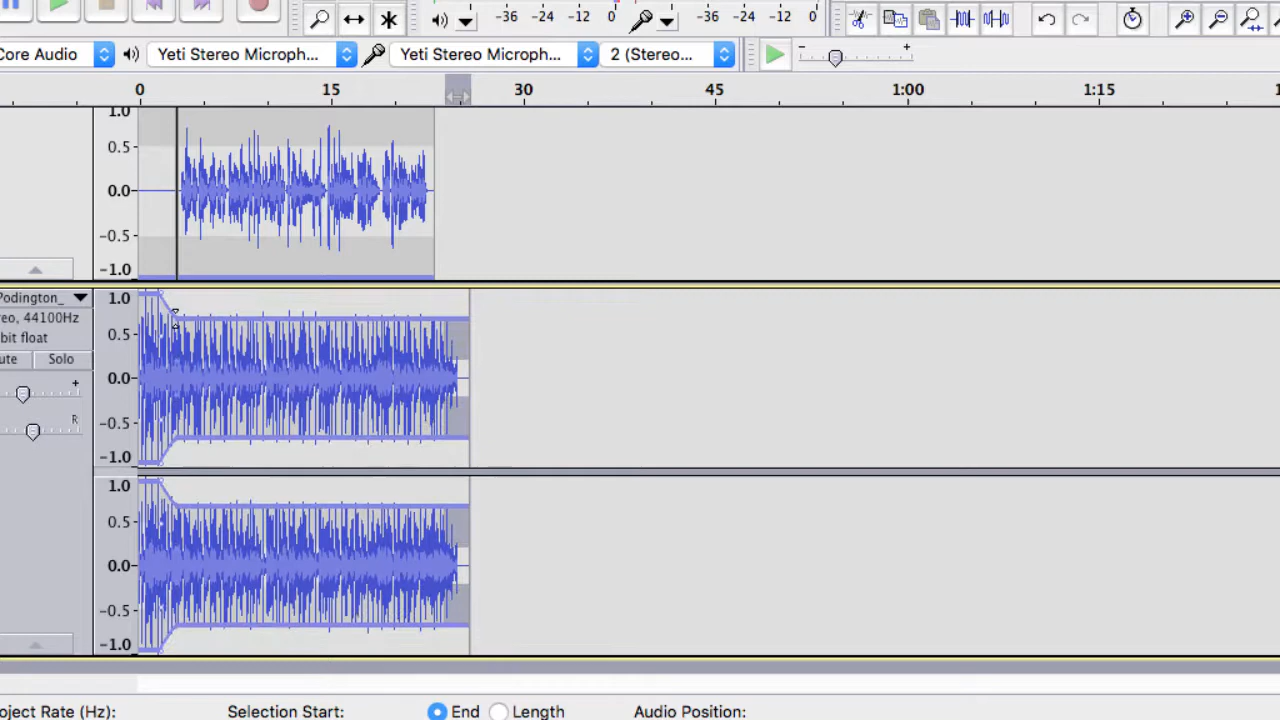 -36 -24 -12 0 -36 -24 -12 0
Core Audio Yeti Stereo Microph... Yeti Stereo Microph... 2 (Stereo... - +
0 15 30 45 1:00 1:15
1.0
0.5
0.0
-0.5
-1.0
Podington_
reo, 44100Hz
bit float
ute Solo
+
R
1.0
0.5
0.0
-0.5
-1.0
1.0
0.5
0.0
-0.5
-1.0
oject Rate (Hz): Selection Start: End Length Audio Position: